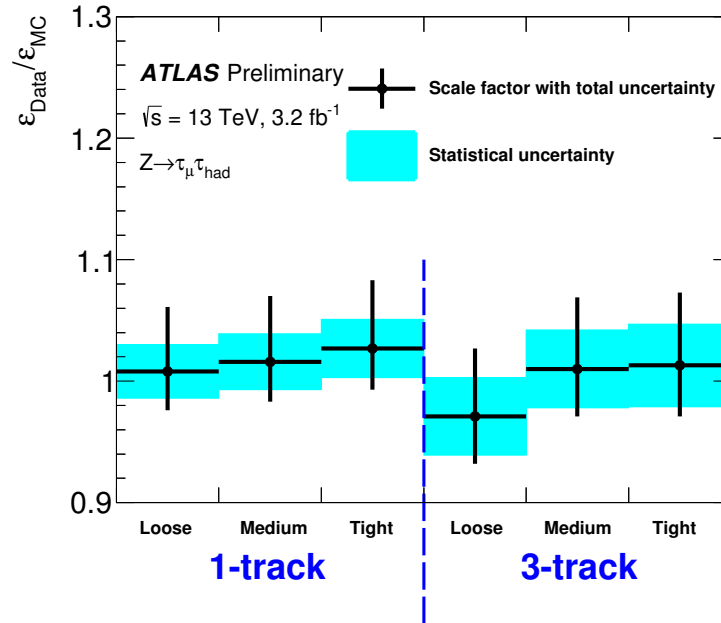 ε_Data/ε_MC
1.3
1.2
1.1
1
0.9
ATLAS Preliminary
√s = 13 TeV, 3.2 fb⁻¹
Z→τ_μτ_had
Scale factor with total uncertainty
Statistical uncertainty
Loose Medium Tight Loose Medium Tight
1-track 3-track